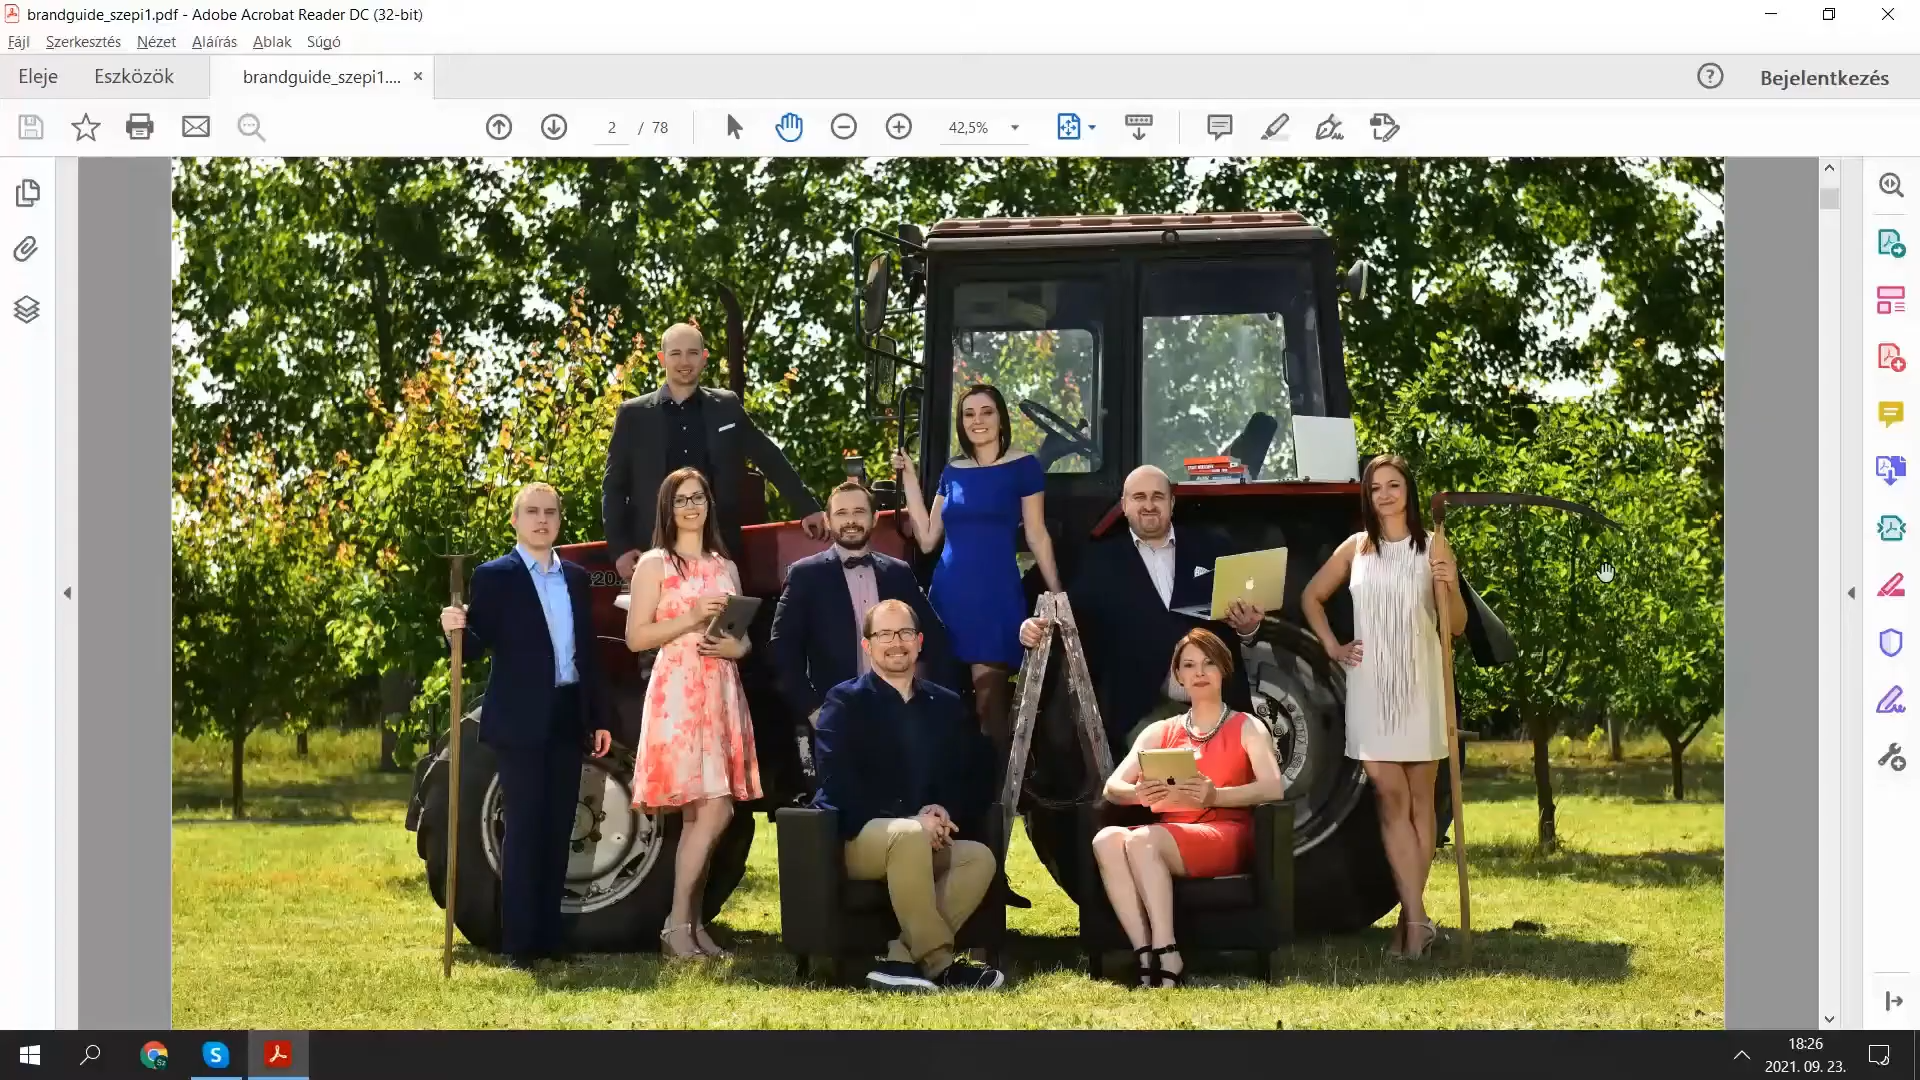 brandguide_szepi1.pdf - Adobe Acrobat Reader DC (32-bit)
Fájl Szerkesztés Nézet Aláírás Ablak Súgó
Eleje Eszközök brandguide_szepi1.... × Bejelentkezés
2 / 78 42,5%
18:26
2021. 09. 23.